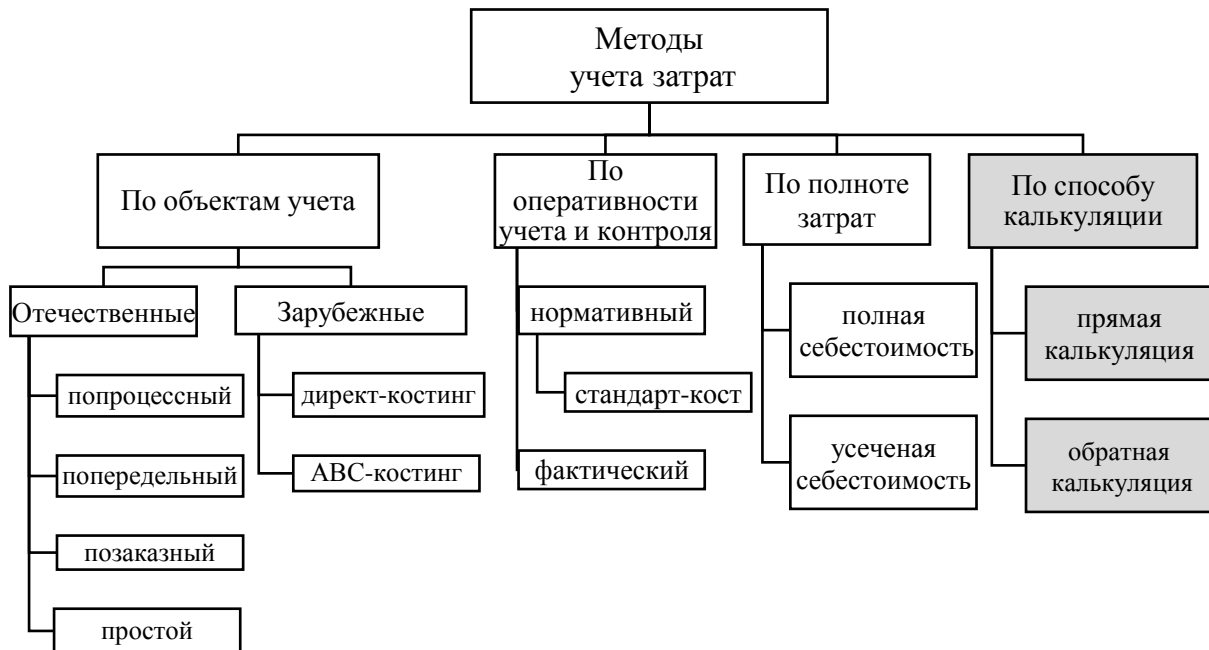 Методы
учета затрат
По объектам учета
По
оперативности
учета и контроля
По полноте
затрат
По способу
калькуляции
Отечественные
Зарубежные
нормативный
полная
себестоимость
прямая
калькуляция
попроцессный
директ-костинг
стандарт-кост
попередельный
АВС-костинг
фактический
усеченая
себестоимость
обратная
калькуляция
позаказный
простой